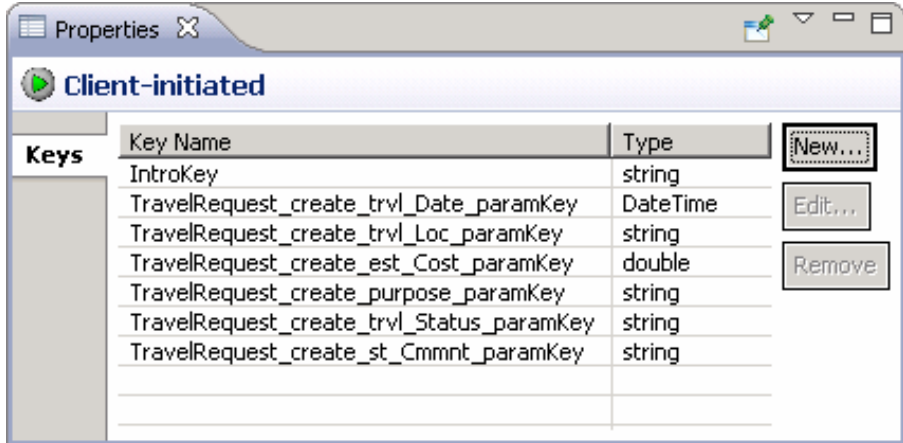 Properties
Client-initiated
Keys
Key Name Type
IntroKey string
TravelRequest_create_trvl_Date_paramKey DateTime
TravelRequest_create_trvl_Loc_paramKey string
TravelRequest_create_est_Cost_paramKey double
TravelRequest_create_purpose_paramKey string
TravelRequest_create_trvl_Status_paramKey string
TravelRequest_create_st_Cmmnt_paramKey string
New...
Edit...
Remove